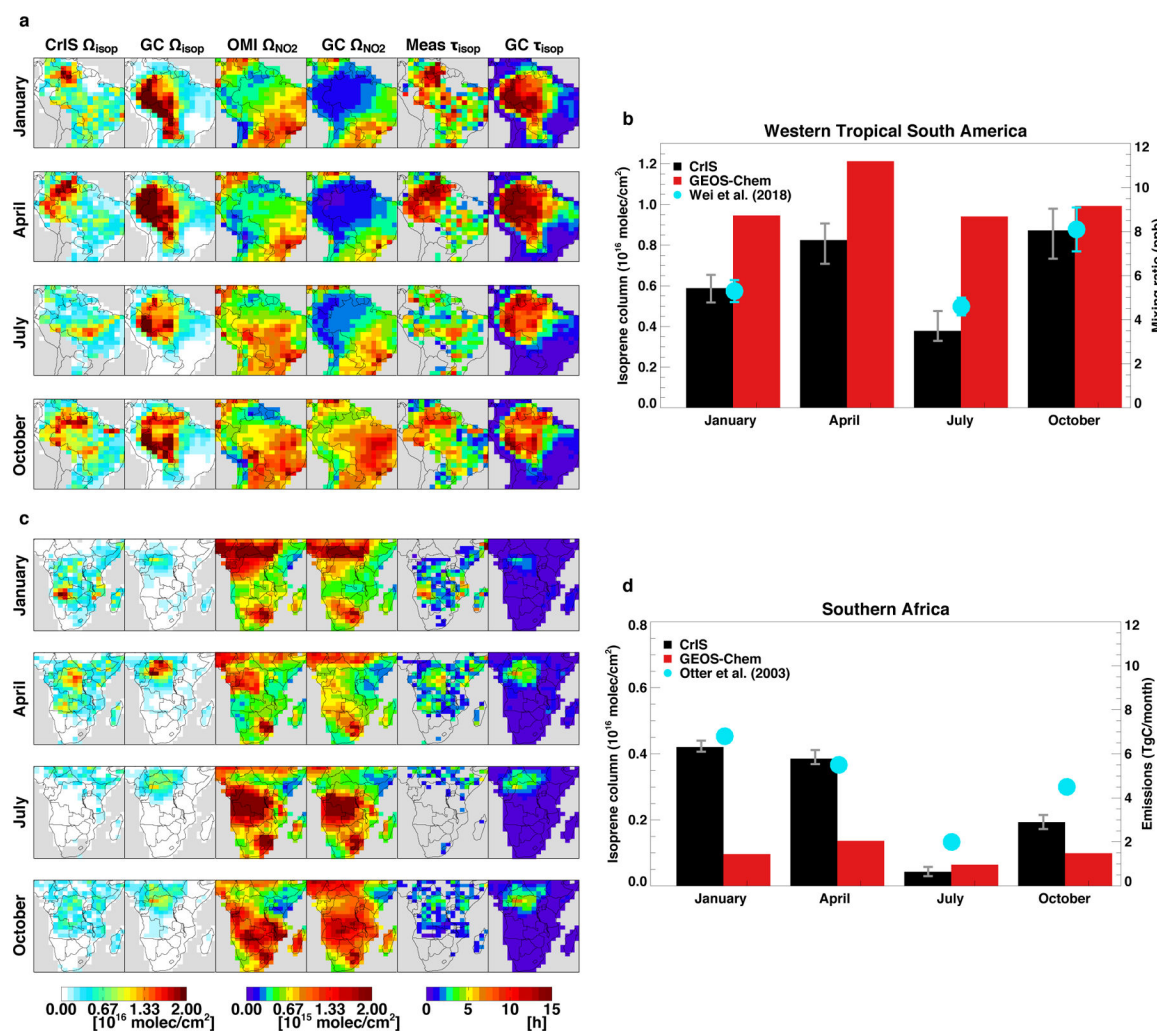 a
CrIS Ωisop GC Ωisop OMI ΩNO2 GC ΩNO2 Meas τisop GC τisop
January
April
July
October
b
Western Tropical South America
CrIS
GEOS-Chem
Wei et al. (2018)
Isoprene column (10¹⁶ molec/cm²)
1.2
1.0
0.8
0.6
0.4
0.2
0.0
12
10
8
6
4
2
0
Mixing ratio (ppb)
January April July October
c
January
April
July
October
d
Southern Africa
CrIS
GEOS-Chem
Otter et al. (2003)
Isoprene column (10¹⁶ molec/cm²)
0.8
0.6
0.4
0.2
0.0
12
10
8
6
4
2
0
Emissions (TgC/month)
January April July October
0.00 0.67 1.33 2.00
[10¹⁶ molec/cm²]
0.00 0.67 1.33 2.00
[10¹⁵ molec/cm²]
0 5 10 15
[h]